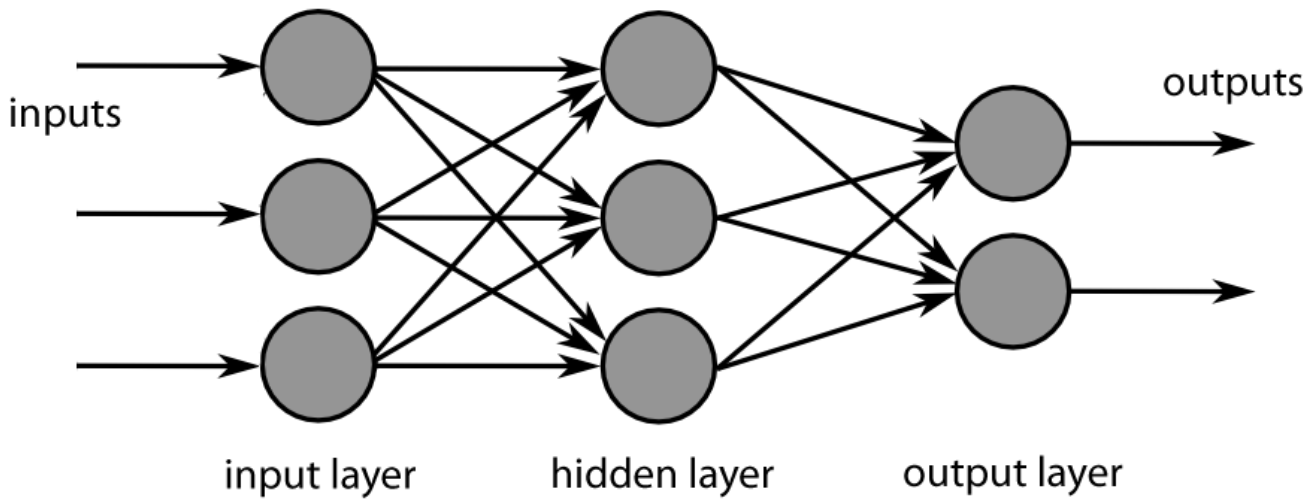 inputs
outputs
input layer
hidden layer
output layer